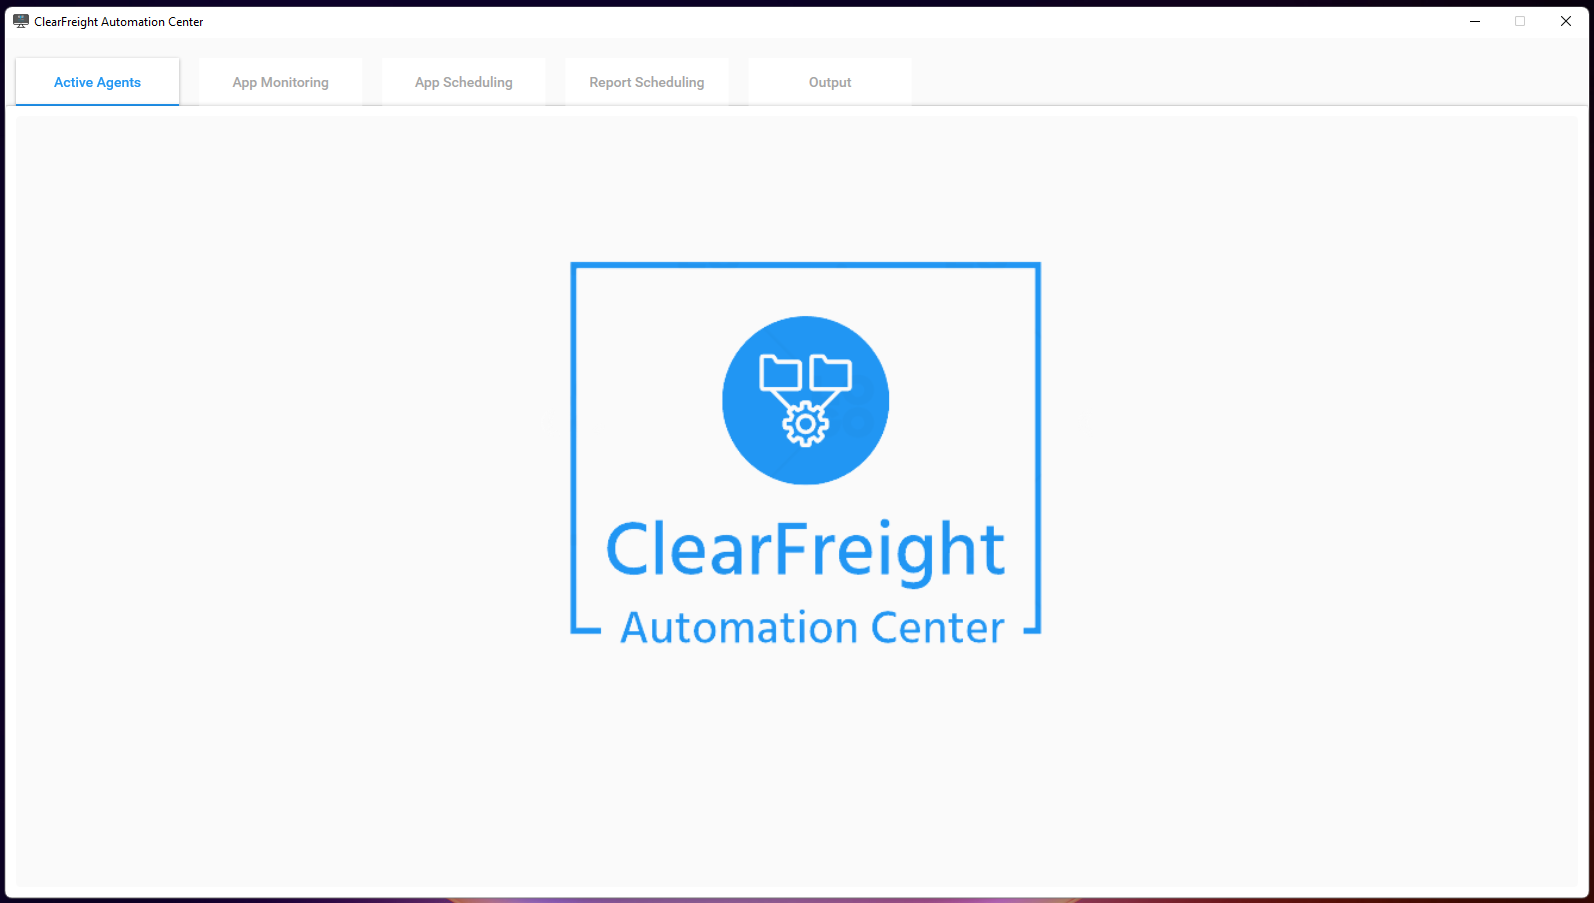 ClearFreight Automation Center
Active Agents
App Monitoring
App Scheduling
Report Scheduling
Output
ClearFreight
Automation Center